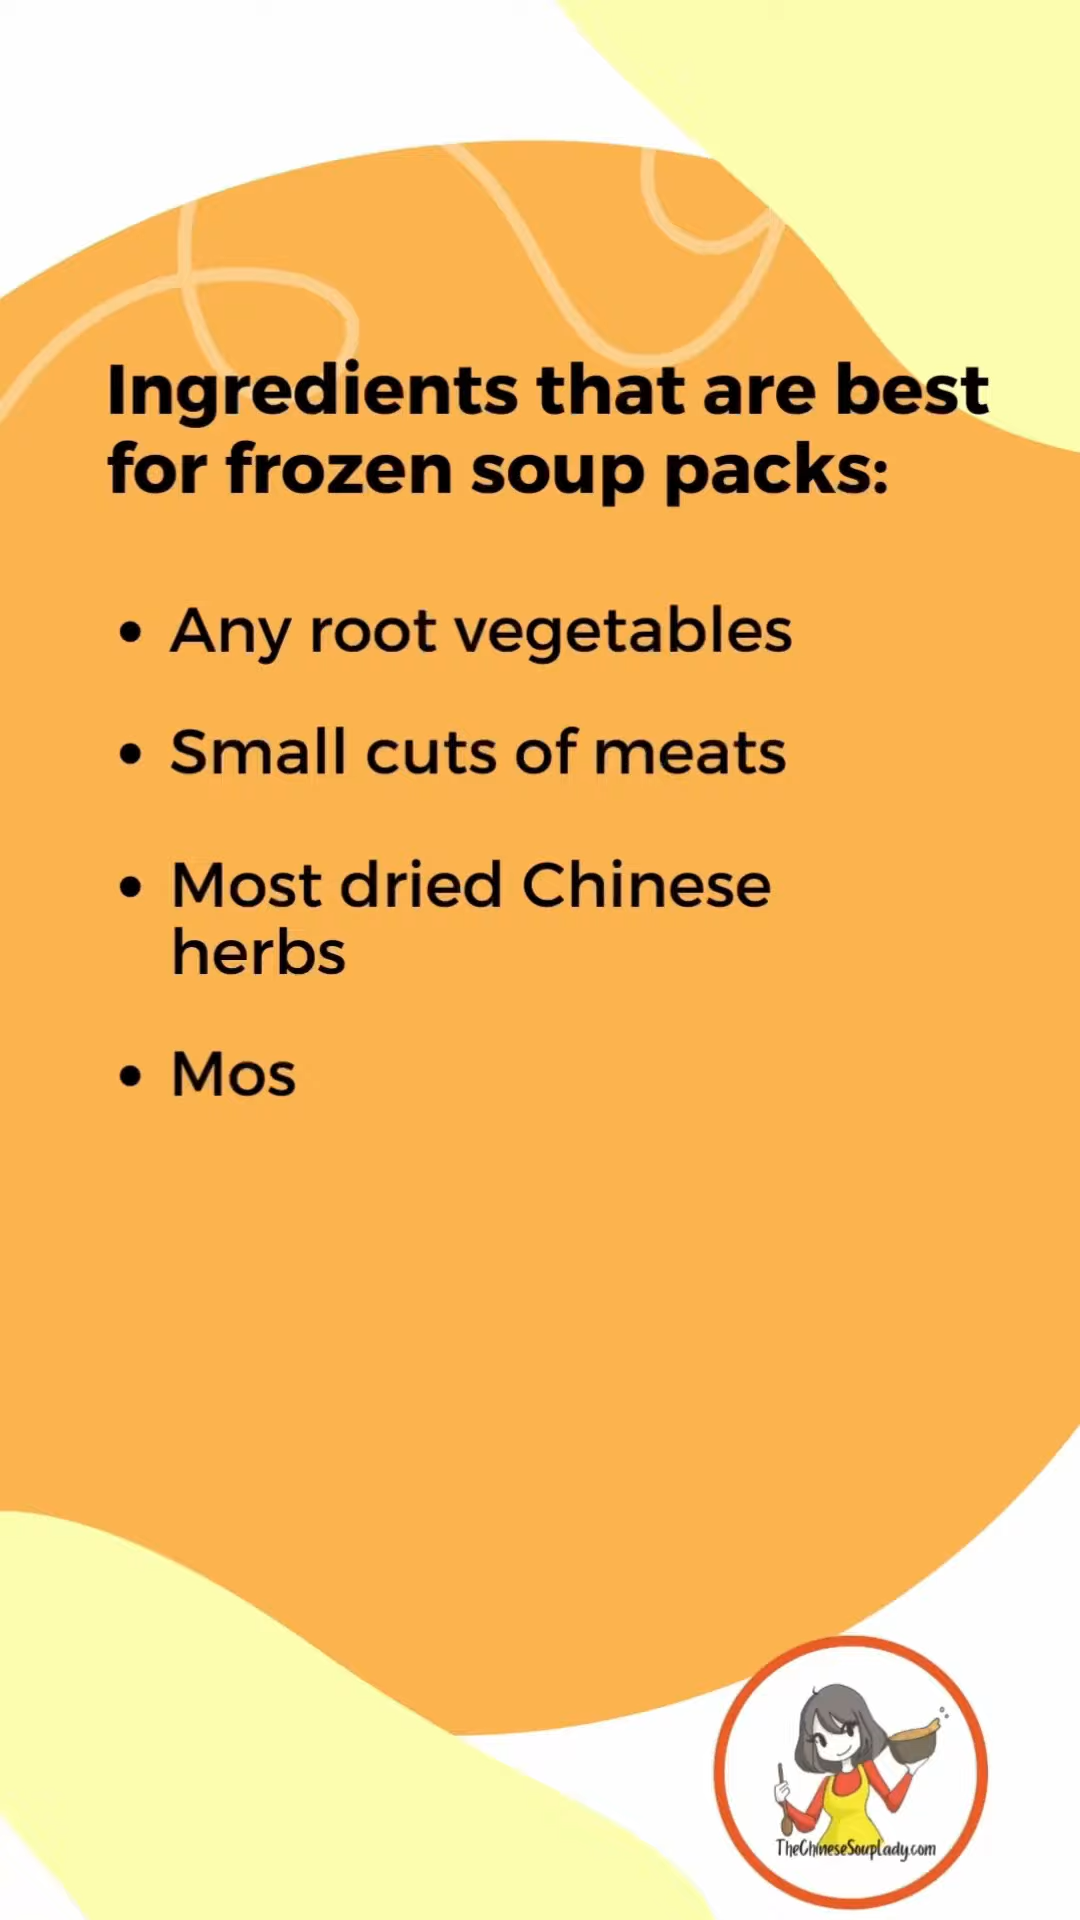 Ingredients that are best
for frozen soup packs:
• Any root vegetables
• Small cuts of meats
• Most dried Chinese
herbs
• Mos
TheChineseSoupLady.com